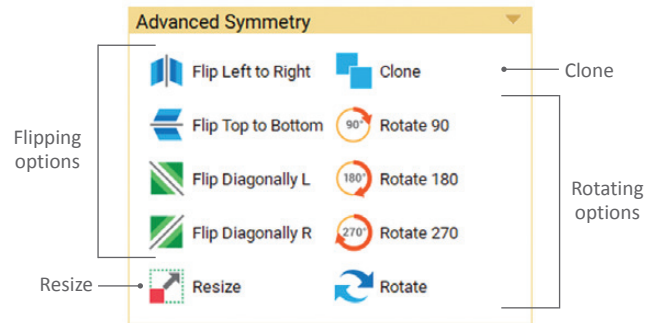 Advanced Symmetry
Flip Left to Right
Clone
Clone
Flip Top to Bottom
90°
Rotate 90
Flipping
options
Flip Diagonally L
180°
Rotate 180
Rotating
options
Flip Diagonally R
270°
Rotate 270
Resize
Resize
Rotate